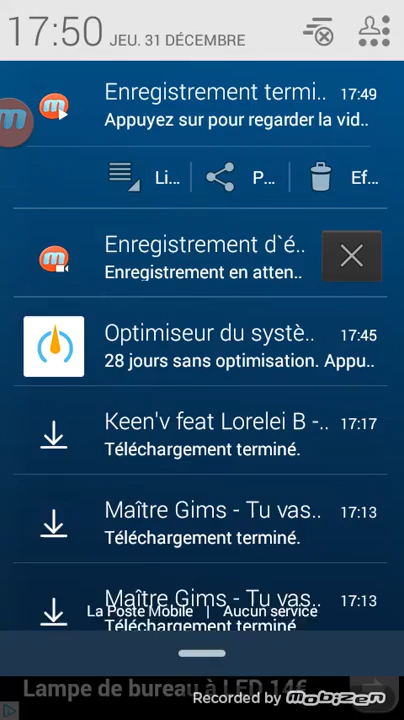 17:50 JEU. 31 DÉCEMBRE
Enregistrement termi.. 17:49
Appuyez sur pour regarder la vid..
Li... P... Ef...
Enregistrement d`é..
Enregistrement en atten..
Optimiseur du systè.. 17:45
28 jours sans optimisation. Appu..
Keen'v feat Lorelei B -.. 17:17
Téléchargement terminé.
Maître Gims - Tu vas.. 17:13
Téléchargement terminé.
Maître Gims - Tu vas.. 17:13
La Poste Mobile | Aucun service
Téléchargement terminé.
Lampe de bureau à LED 14€
Recorded by MOBIZEN